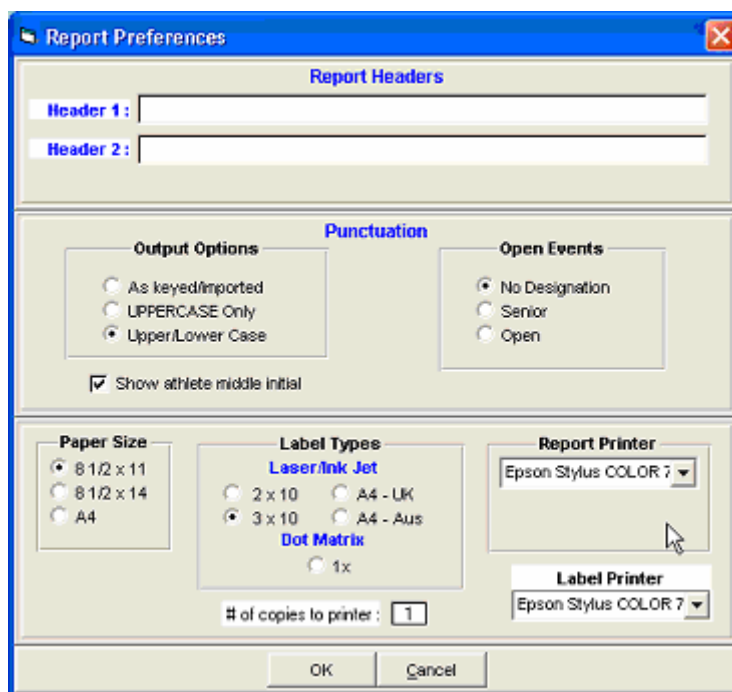 Report Preferences
Report Headers
Header 1 :
Header 2 :
Punctuation
Output Options
As keyed/imported
UPPERCASE Only
Upper/Lower Case
Show athlete middle initial
Open Events
No Designation
Senior
Open
Paper Size
8 1/2 x 11
8 1/2 x 14
A4
Label Types
Laser/Ink Jet
2 x 10 A4 - UK
3 x 10 A4 - Aus
Dot Matrix
1x
# of copies to printer : 1
Report Printer
Epson Stylus COLOR 7
Label Printer
Epson Stylus COLOR 7
OK Cancel